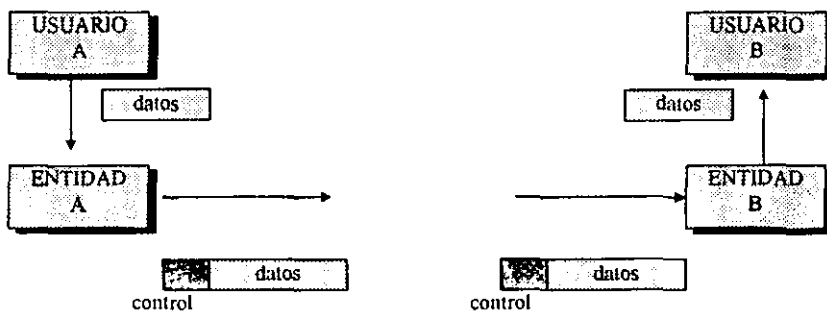 USUARIO
A
USUARIO
B
datos
datos
ENTIDAD
A
ENTIDAD
B
datos
datos
control
control